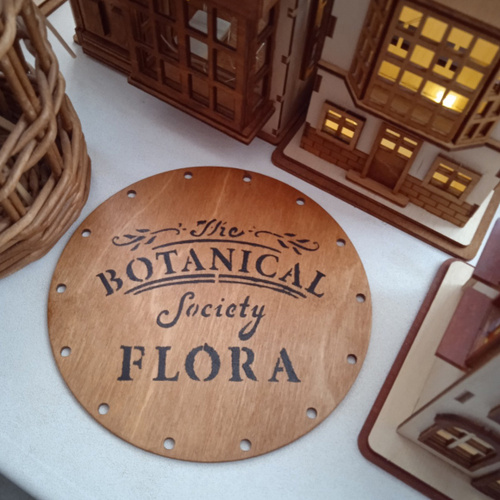 The
BOTANICAL
Society
FLORA